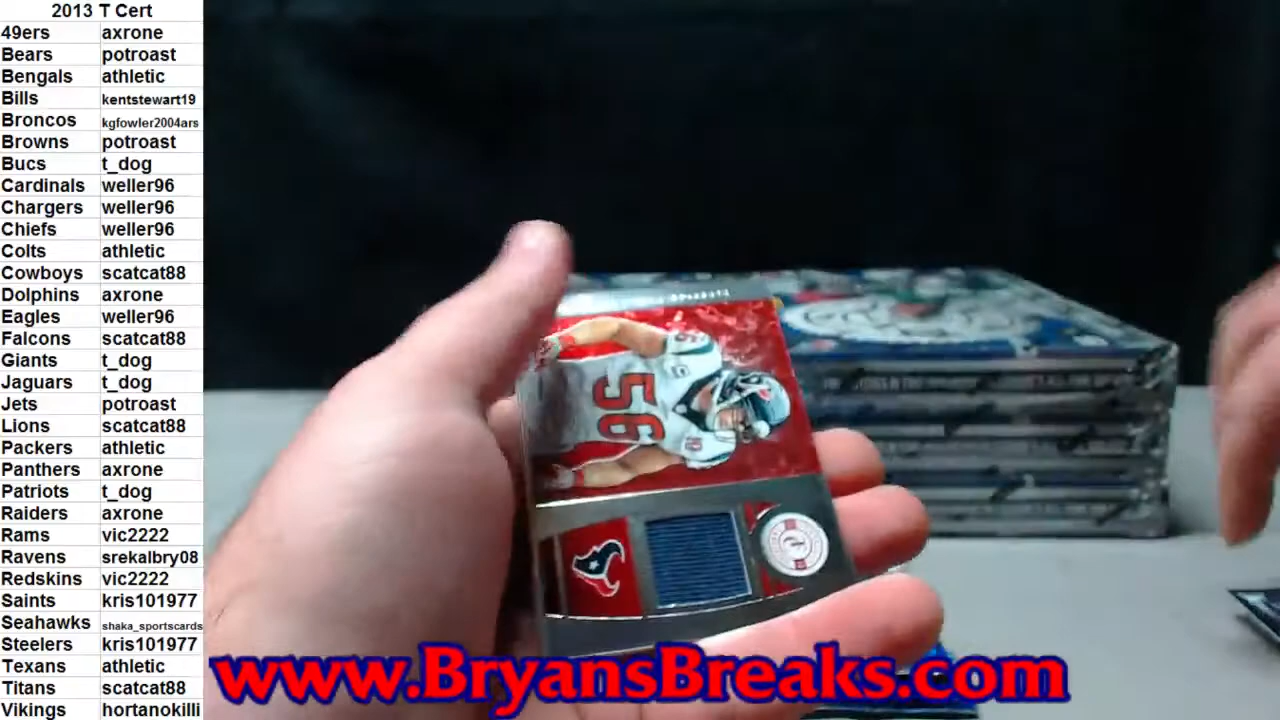 2013 T Cert
49ers axrone
Bears potroast
Bengals athletic
Bills kentstewart19
Broncos kgfowler2004ars
Browns potroast
Bucs t_dog
Cardinals weller96
Chargers weller96
Chiefs weller96
Colts athletic
Cowboys scatcat88
Dolphins axrone
Eagles weller96
Falcons scatcat88
Giants t_dog
Jaguars t_dog
Jets potroast
Lions scatcat88
Packers athletic
Panthers axrone
Patriots t_dog
Raiders axrone
Rams vic2222
Ravens srekalbry08
Redskins vic2222
Saints kris101977
Seahawks shaka_sportscards
Steelers kris101977
Texans athletic
Titans scatcat88
Vikings hortanokilli
56
www.BryansBreaks.com